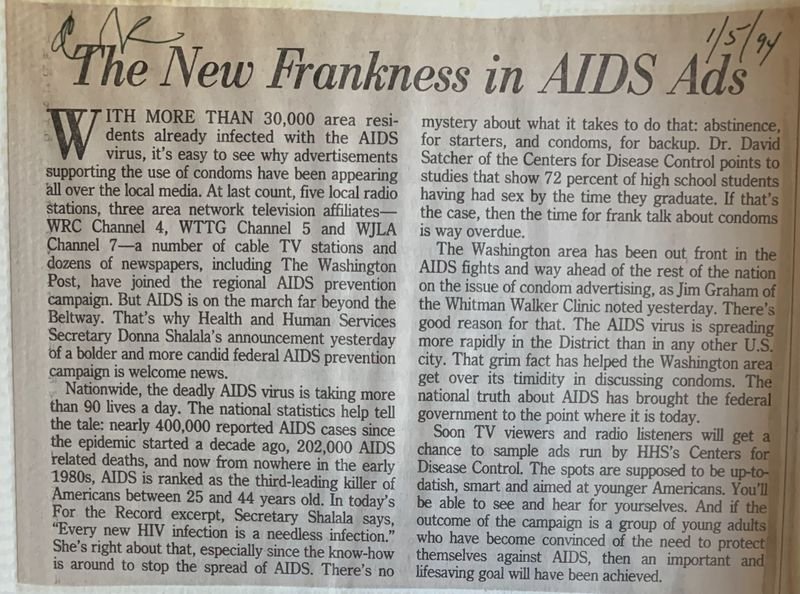 1/5/94
The New Frankness in AIDS Ads
WITH MORE THAN 30,000 area resi-
dents already infected with the AIDS
virus, it's easy to see why advertisements
supporting the use of condoms have been appearing
all over the local media. At last count, five local radio
stations, three area network television affiliates—
WRC Channel 4, WTTG Channel 5 and WJLA
Channel 7—a number of cable TV stations and
dozens of newspapers, including The Washington
Post, have joined the regional AIDS prevention
campaign. But AIDS is on the march far beyond the
Beltway. That's why Health and Human Services
Secretary Donna Shalala's announcement yesterday
of a bolder and more candid federal AIDS prevention
campaign is welcome news.
Nationwide, the deadly AIDS virus is taking more
than 90 lives a day. The national statistics help tell
the tale: nearly 400,000 reported AIDS cases since
the epidemic started a decade ago, 202,000 AIDS
related deaths, and now from nowhere in the early
1980s, AIDS is ranked as the third-leading killer of
Americans between 25 and 44 years old. In today's
For the Record excerpt, Secretary Shalala says,
"Every new HIV infection is a needless infection."
She's right about that, especially since the know-how
is around to stop the spread of AIDS. There's no
mystery about what it takes to do that: abstinence,
for starters, and condoms, for backup. Dr. David
Satcher of the Centers for Disease Control points to
studies that show 72 percent of high school students
having had sex by the time they graduate. If that's
the case, then the time for frank talk about condoms
is way overdue.
The Washington area has been out front in the
AIDS fights and way ahead of the rest of the nation
on the issue of condom advertising, as Jim Graham of
the Whitman Walker Clinic noted yesterday. There's
good reason for that. The AIDS virus is spreading
more rapidly in the District than in any other U.S.
city. That grim fact has helped the Washington area
get over its timidity in discussing condoms. The
national truth about AIDS has brought the federal
government to the point where it is today.
Soon TV viewers and radio listeners will get a
chance to sample ads run by HHS's Centers for
Disease Control. The spots are supposed to be up-to-
datish, smart and aimed at younger Americans. You'll
be able to see and hear for yourselves. And if the
outcome of the campaign is a group of young adults
who have become convinced of the need to protect
themselves against AIDS, then an important and
lifesaving goal will have been achieved.